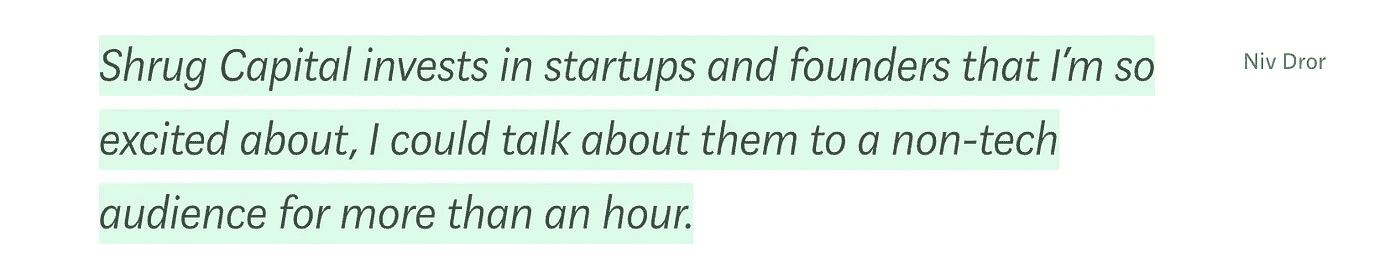 Shrug Capital invests in startups and founders that I’m so
excited about, I could talk about them to a non-tech
audience for more than an hour.
Niv Dror